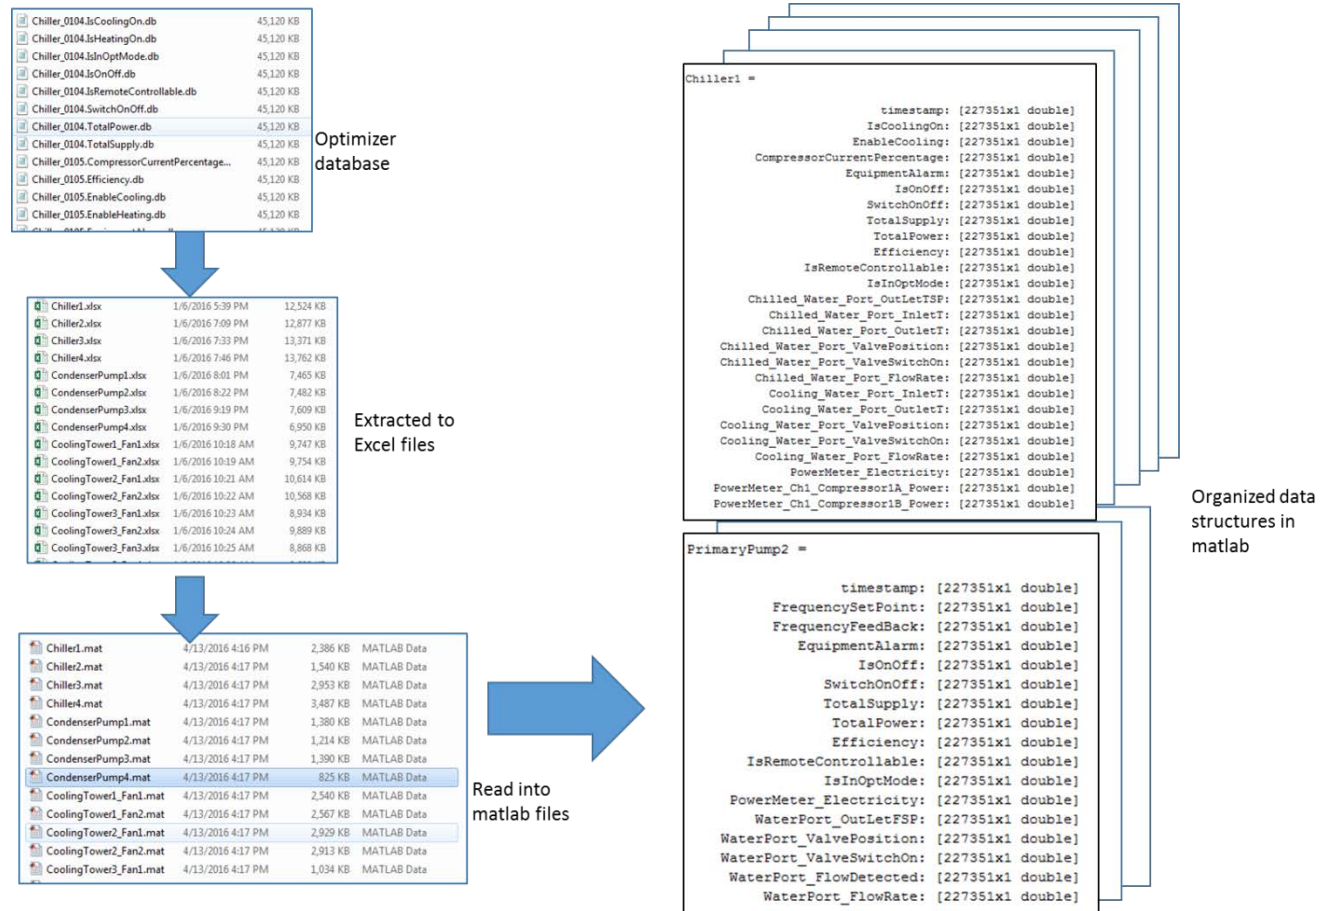 Chiller_0104.IsCoolingOn.db 45,120 KB
Chiller_0104.IsHeatingOn.db 45,120 KB
Chiller_0104.IsInOptMode.db 45,120 KB
Chiller_0104.IsOnOff.db 45,120 KB
Chiller_0104.IsRemoteControllable.db 45,120 KB
Chiller_0104.SwitchOnOff.db 45,120 KB
Chiller_0104.TotalPower.db 45,120 KB
Chiller_0104.TotalSupply.db 45,120 KB
Chiller_0105.CompressorCurrentPercentage... 45,120 KB
Chiller_0105.Efficiency.db 45,120 KB
Chiller_0105.EnableCooling.db 45,120 KB
Chiller_0105.EnableHeating.db 45,120 KB
Optimizer
database
Chiller1.xlsx 1/6/2016 5:39 PM 12,524 KB
Chiller2.xlsx 1/6/2016 7:09 PM 12,877 KB
Chiller3.xlsx 1/6/2016 7:33 PM 13,371 KB
Chiller4.xlsx 1/6/2016 7:46 PM 13,762 KB
CondenserPump1.xlsx 1/6/2016 8:01 PM 7,465 KB
CondenserPump2.xlsx 1/6/2016 8:22 PM 7,482 KB
CondenserPump3.xlsx 1/6/2016 9:19 PM 7,609 KB
CondenserPump4.xlsx 1/6/2016 9:30 PM 6,950 KB
CoolingTower1_Fan1.xlsx 1/6/2016 10:18 AM 9,747 KB
CoolingTower1_Fan2.xlsx 1/6/2016 10:19 AM 9,754 KB
CoolingTower2_Fan1.xlsx 1/6/2016 10:21 AM 10,614 KB
CoolingTower2_Fan2.xlsx 1/6/2016 10:22 AM 10,568 KB
CoolingTower3_Fan1.xlsx 1/6/2016 10:23 AM 8,934 KB
CoolingTower3_Fan2.xlsx 1/6/2016 10:24 AM 9,889 KB
CoolingTower3_Fan3.xlsx 1/6/2016 10:25 AM 8,868 KB
Extracted to
Excel files
Chiller1.mat 4/13/2016 4:16 PM 2,386 KB MATLAB Data
Chiller2.mat 4/13/2016 4:17 PM 1,540 KB MATLAB Data
Chiller3.mat 4/13/2016 4:17 PM 2,953 KB MATLAB Data
Chiller4.mat 4/13/2016 4:17 PM 3,487 KB MATLAB Data
CondenserPump1.mat 4/13/2016 4:17 PM 1,380 KB MATLAB Data
CondenserPump2.mat 4/13/2016 4:17 PM 1,214 KB MATLAB Data
CondenserPump3.mat 4/13/2016 4:17 PM 1,390 KB MATLAB Data
CondenserPump4.mat 4/13/2016 4:17 PM 825 KB MATLAB Data
CoolingTower1_Fan1.mat 4/13/2016 4:17 PM 2,540 KB MATLAB Data
CoolingTower1_Fan2.mat 4/13/2016 4:17 PM 2,567 KB MATLAB Data
CoolingTower2_Fan1.mat 4/13/2016 4:17 PM 2,929 KB MATLAB Data
CoolingTower2_Fan2.mat 4/13/2016 4:17 PM 2,913 KB MATLAB Data
CoolingTower3_Fan1.mat 4/13/2016 4:17 PM 1,034 KB MATLAB Data
Read into
matlab files
Chiller1 =
timestamp: [227351x1 double]
IsCoolingOn: [227351x1 double]
EnableCooling: [227351x1 double]
CompressorCurrentPercentage: [227351x1 double]
EquipmentAlarm: [227351x1 double]
IsOnOff: [227351x1 double]
SwitchOnOff: [227351x1 double]
TotalSupply: [227351x1 double]
TotalPower: [227351x1 double]
Efficiency: [227351x1 double]
IsRemoteControllable: [227351x1 double]
IsInOptMode: [227351x1 double]
Chilled_Water_Port_OutLetTSP: [227351x1 double]
Chilled_Water_Port_InletT: [227351x1 double]
Chilled_Water_Port_OutletT: [227351x1 double]
Chilled_Water_Port_ValvePosition: [227351x1 double]
Chilled_Water_Port_ValveSwitchOn: [227351x1 double]
Chilled_Water_Port_FlowRate: [227351x1 double]
Cooling_Water_Port_InletT: [227351x1 double]
Cooling_Water_Port_OutletT: [227351x1 double]
Cooling_Water_Port_ValvePosition: [227351x1 double]
Cooling_Water_Port_ValveSwitchOn: [227351x1 double]
Cooling_Water_Port_FlowRate: [227351x1 double]
PowerMeter_Electricity: [227351x1 double]
PowerMeter_Ch1_Compressor1A_Power: [227351x1 double]
PowerMeter_Ch1_Compressor1B_Power: [227351x1 double]
PrimaryPump2 =
timestamp: [227351x1 double]
FrequencySetPoint: [227351x1 double]
FrequencyFeedBack: [227351x1 double]
EquipmentAlarm: [227351x1 double]
IsOnOff: [227351x1 double]
SwitchOnOff: [227351x1 double]
TotalSupply: [227351x1 double]
TotalPower: [227351x1 double]
Efficiency: [227351x1 double]
IsRemoteControllable: [227351x1 double]
IsInOptMode: [227351x1 double]
PowerMeter_Electricity: [227351x1 double]
WaterPort_OutLetFSP: [227351x1 double]
WaterPort_ValvePosition: [227351x1 double]
WaterPort_ValveSwitchOn: [227351x1 double]
WaterPort_FlowDetected: [227351x1 double]
WaterPort_FlowRate: [227351x1 double]
Organized data
structures in
matlab